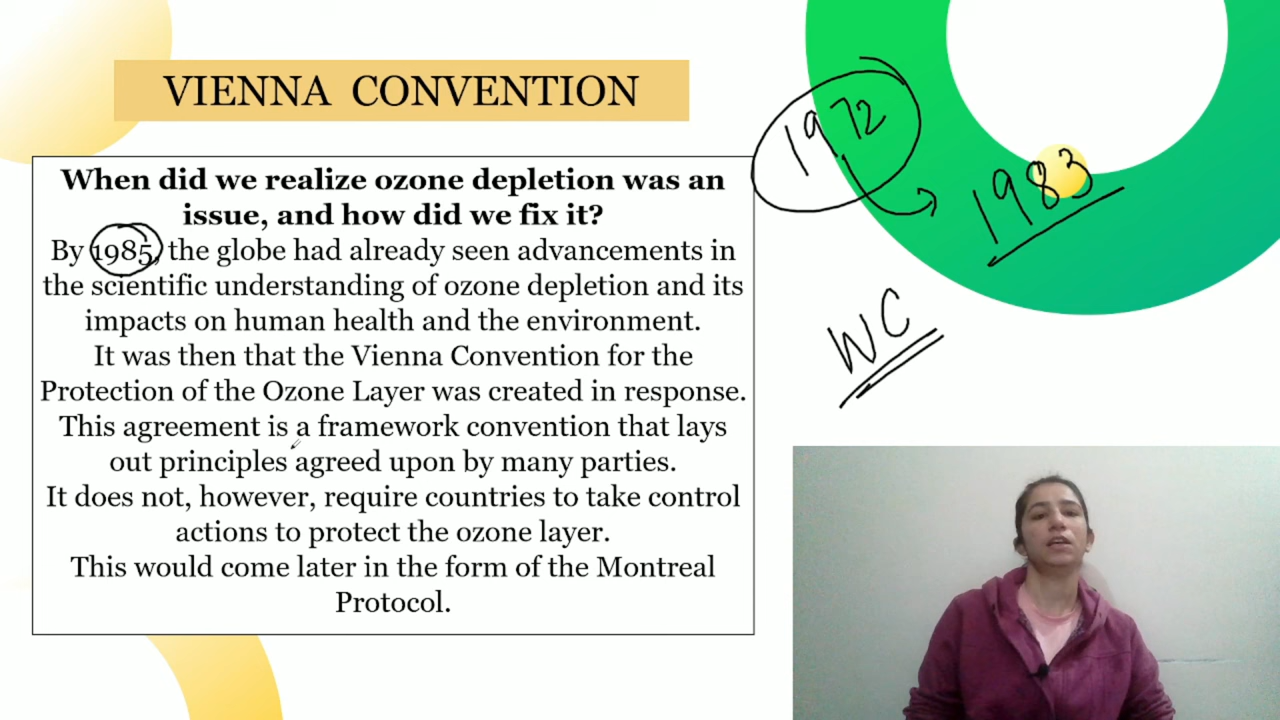 VIENNA CONVENTION
When did we realize ozone depletion was an
issue, and how did we fix it?
By 1985, the globe had already seen advancements in
the scientific understanding of ozone depletion and its
impacts on human health and the environment.
It was then that the Vienna Convention for the
Protection of the Ozone Layer was created in response.
This agreement is a framework convention that lays
out principles agreed upon by many parties.
It does not, however, require countries to take control
actions to protect the ozone layer.
This would come later in the form of the Montreal
Protocol.
1972
1983
WC